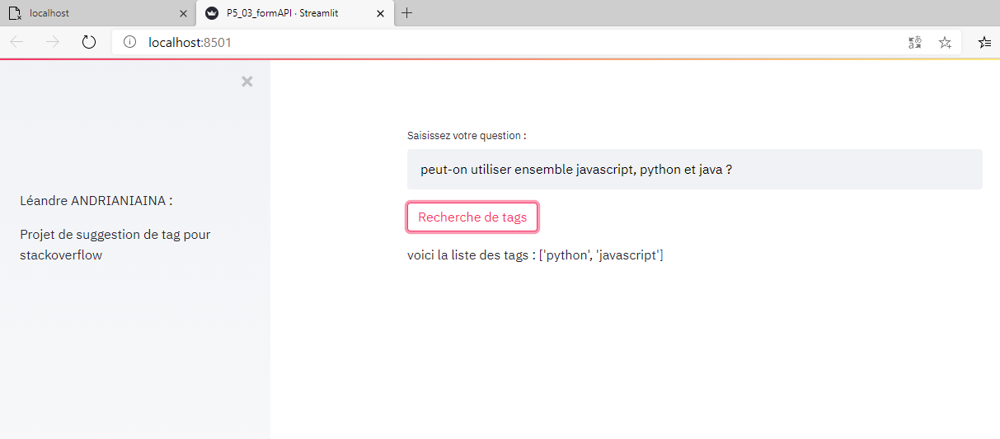 localhost
P5_03_formAPI · Streamlit
localhost:8501
Saisissez votre question :
peut-on utiliser ensemble javascript, python et java ?
Léandre ANDRIANIAINA :
Recherche de tags
Projet de suggestion de tag pour
stackoverflow
voici la liste des tags : ['python', 'javascript']